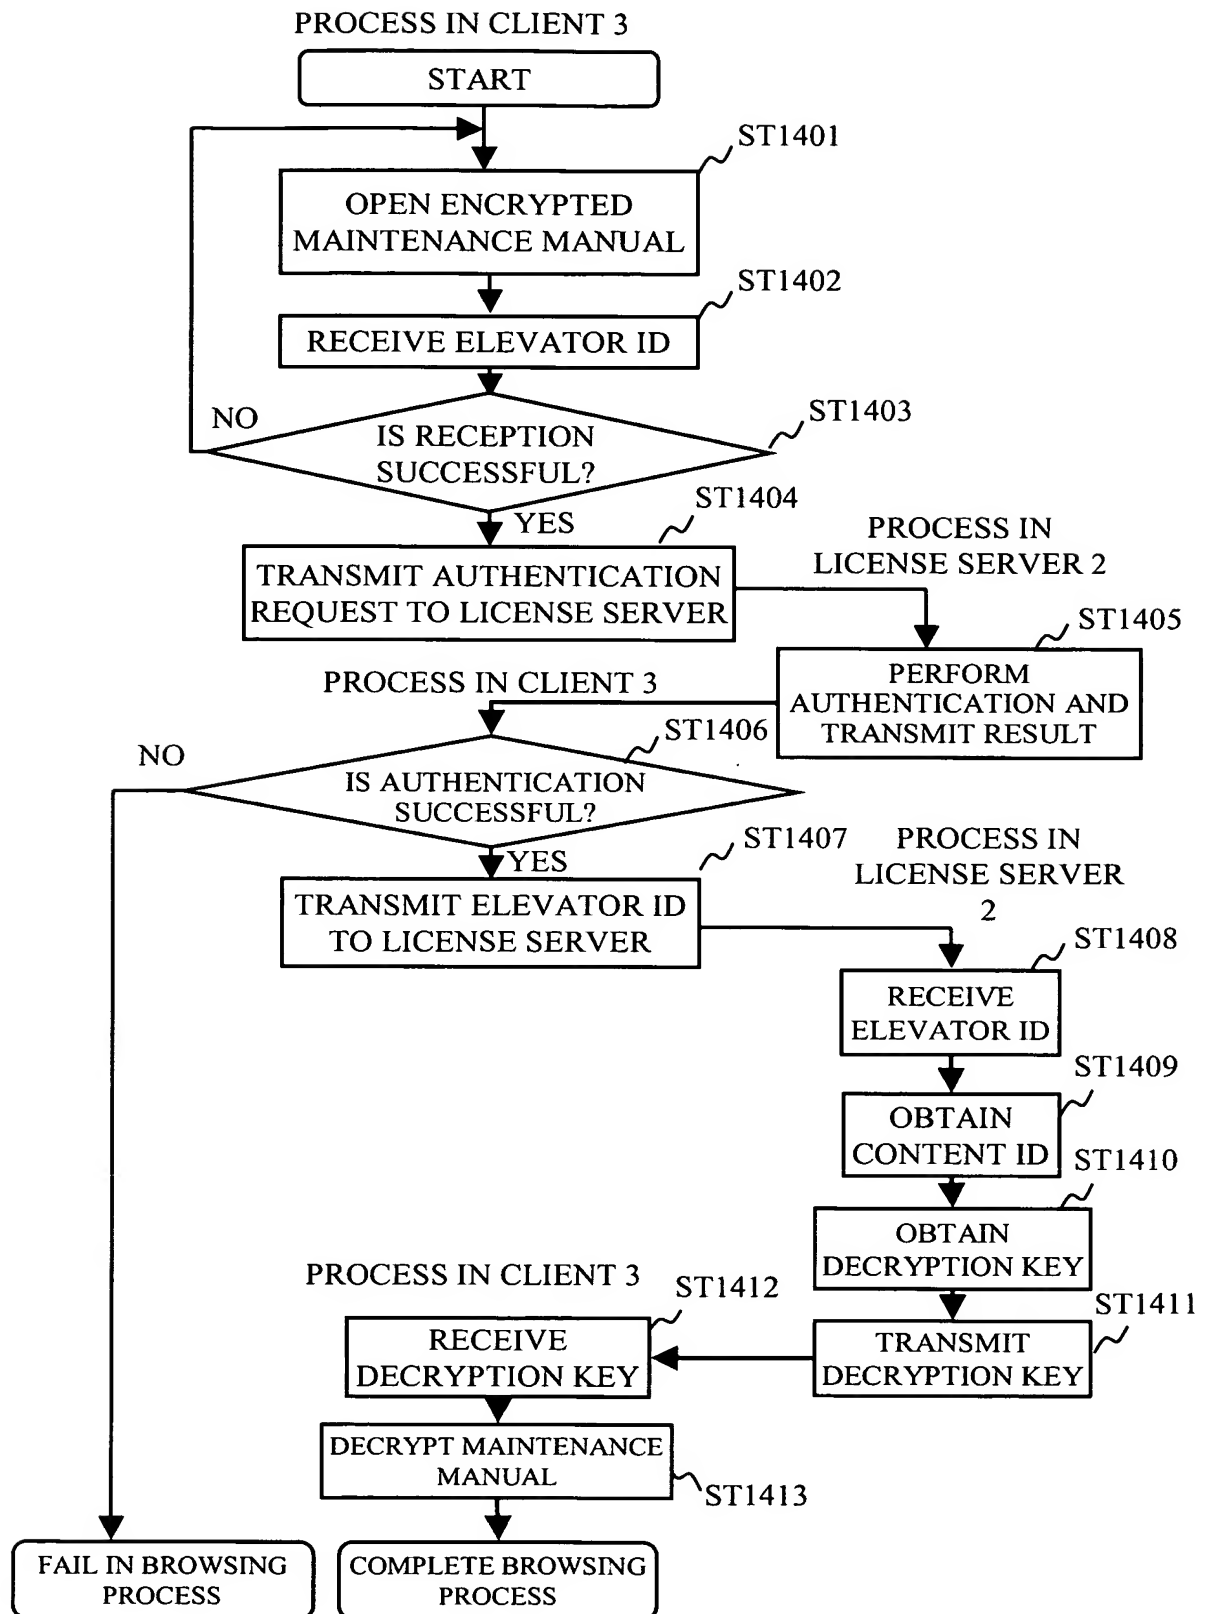 PROCESS IN CLIENT 3
START
ST1401
OPEN ENCRYPTED
MAINTENANCE MANUAL
ST1402
RECEIVE ELEVATOR ID
NO
ST1403
IS RECEPTION
SUCCESSFUL?
ST1404
YES
PROCESS IN
LICENSE SERVER 2
TRANSMIT AUTHENTICATION
REQUEST TO LICENSE SERVER
ST1405
PERFORM
AUTHENTICATION AND
TRANSMIT RESULT
PROCESS IN CLIENT 3
ST1406
NO
IS AUTHENTICATION
SUCCESSFUL?
ST1407
YES
PROCESS IN
LICENSE SERVER
2
TRANSMIT ELEVATOR ID
TO LICENSE SERVER
ST1408
RECEIVE
ELEVATOR ID
ST1409
OBTAIN
CONTENT ID
ST1410
OBTAIN
DECRYPTION KEY
PROCESS IN CLIENT 3
ST1411
TRANSMIT
DECRYPTION KEY
ST1412
RECEIVE
DECRYPTION KEY
DECRYPT MAINTENANCE
MANUAL
ST1413
FAIL IN BROWSING
PROCESS
COMPLETE BROWSING
PROCESS